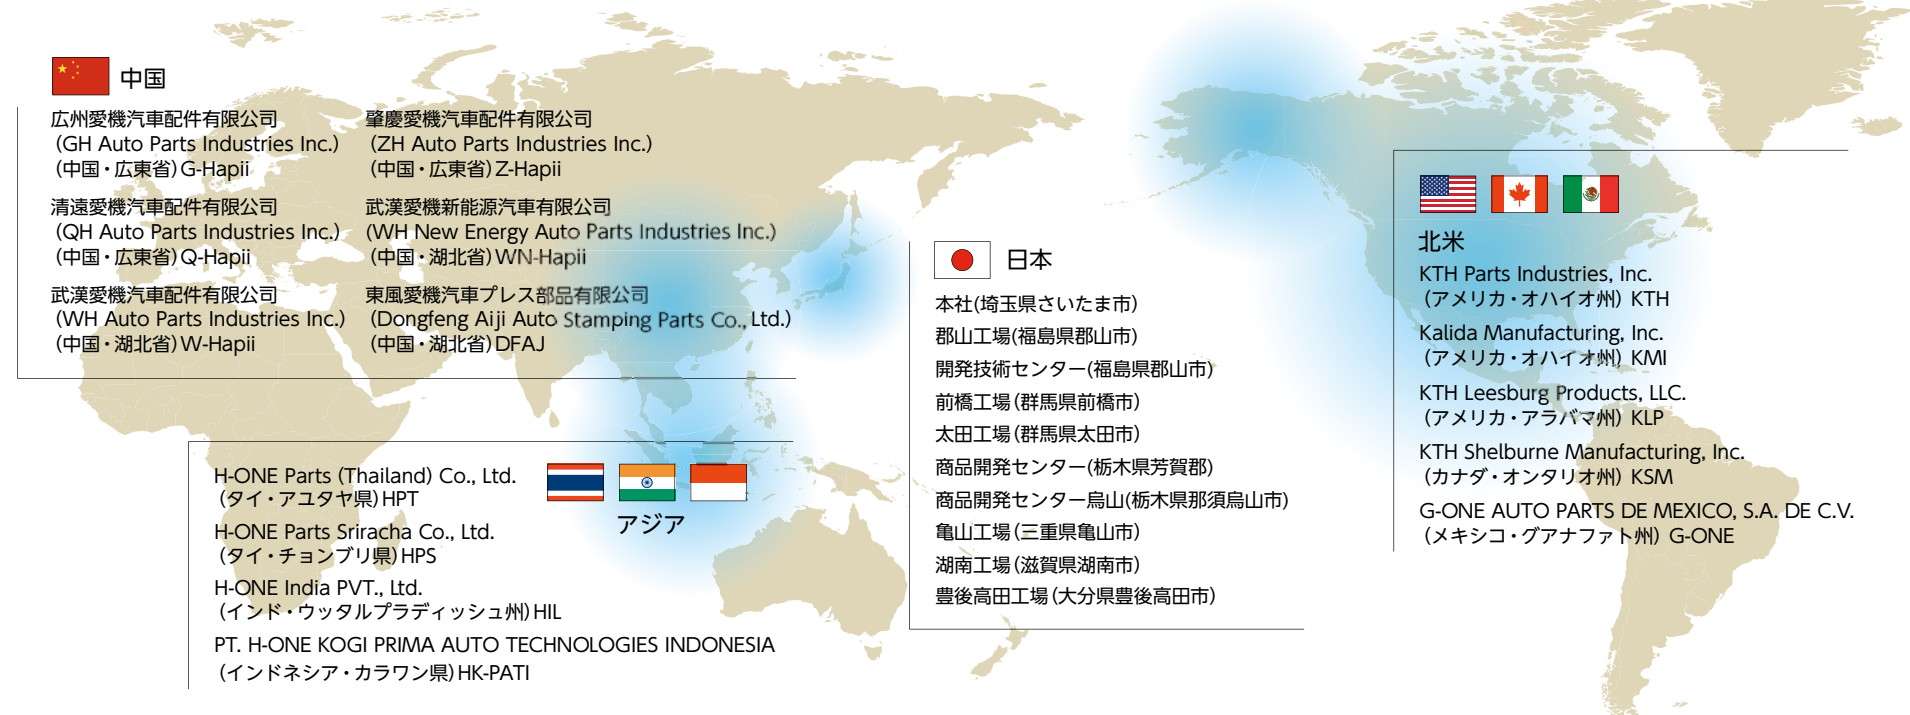 中国
広州愛機汽車配件有限公司
(GH Auto Parts Industries Inc.)
(中国・広東省)G-Hapii
清遠愛機汽車配件有限公司
(QH Auto Parts Industries Inc.)
(中国・広東省)Q-Hapii
武漢愛機汽車配件有限公司
(WH Auto Parts Industries Inc.)
(中国・湖北省)W-Hapii
肇慶愛機汽車配件有限公司
(ZH Auto Parts Industries Inc.)
(中国・広東省)Z-Hapii
武漢愛機新能源汽車有限公司
(WH New Energy Auto Parts Industries Inc.)
(中国・湖北省)WN-Hapii
東風愛機汽車プレス部品有限公司
(Dongfeng Aiji Auto Stamping Parts Co., Ltd.)
(中国・湖北省)DFAJ
H-ONE Parts (Thailand) Co., Ltd.
(タイ・アユタヤ県)HPT
H-ONE Parts Sriracha Co., Ltd.
(タイ・チョンブリ県)HPS
H-ONE India PVT., Ltd.
(インド・ウッタルプラディッシュ州)HIL
PT. H-ONE KOGI PRIMA AUTO TECHNOLOGIES INDONESIA
(インドネシア・カラワン県)HK-PATI
アジア
日本
本社(埼玉県さいたま市)
郡山工場(福島県郡山市)
開発技術センター(福島県郡山市)
前橋工場(群馬県前橋市)
太田工場(群馬県太田市)
商品開発センター(栃木県芳賀郡)
商品開発センター烏山(栃木県那須烏山市)
亀山工場(三重県亀山市)
湖南工場(滋賀県湖南市)
豊後高田工場(大分県豊後高田市)
北米
KTH Parts Industries, Inc.
(アメリカ・オハイオ州) KTH
Kalida Manufacturing, Inc.
(アメリカ・オハイオ州) KMI
KTH Leesburg Products, LLC.
(アメリカ・アラバマ州) KLP
KTH Shelburne Manufacturing, Inc.
(カナダ・オンタリオ州) KSM
G-ONE AUTO PARTS DE MEXICO, S.A. DE C.V.
(メキシコ・グアナファト州) G-ONE